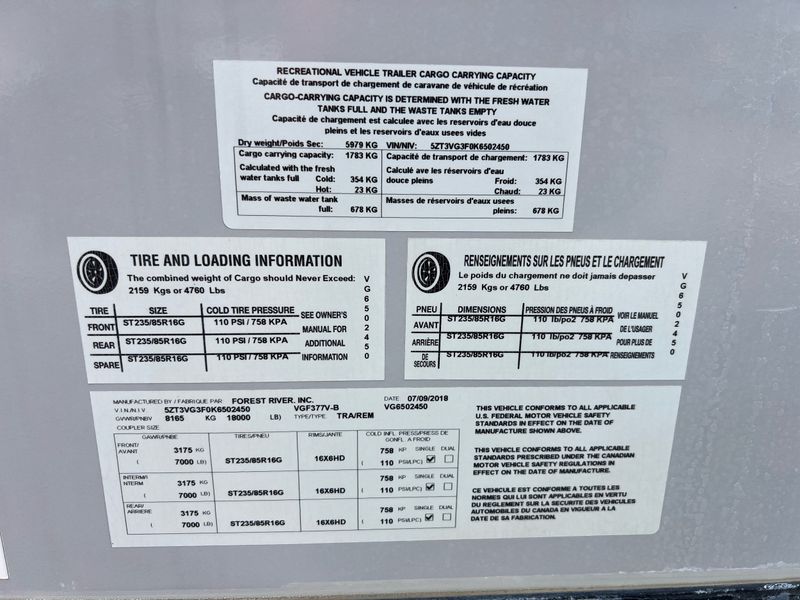 RECREATIONAL VEHICLE TRAILER CARGO CARRYING CAPACITY
Capacité de transport de chargement de caravane de véhicule de récréation
CARGO-CARRYING CAPACITY IS DETERMINED WITH THE FRESH WATER
TANKS FULL AND THE WASTE TANKS EMPTY
Capacité de chargement est calculee avec les reservoirs d'eau douce
pleins et les reservoirs d'eaux usees vides
Dry weight/Poids Sec: 5979 KG VIN/NIV: 5ZT3VG3F0K6502450
Cargo carrying capacity: 1783 KG Capacité de transport de chargement: 1783 KG
Calculated with the fresh Calculé ave les réservoirs d'eau
water tanks full Cold: 354 KG douce pleins Froid: 354 KG
Hot: 23 KG Chaud: 23 KG
Mass of waste water tank Masses de réservoirs d'eaux usees
full: 678 KG pleins: 678 KG
TIRE AND LOADING INFORMATION
The combined weight of Cargo should Never Exceed:
2159 Kgs or 4760 Lbs
TIRE SIZE COLD TIRE PRESSURE SEE OWNER'S
FRONT ST235/85R16G 110 PSI / 758 KPA MANUAL FOR
REAR ST235/85R16G 110 PSI / 758 KPA ADDITIONAL
SPARE ST235/85R16G 110 PSI / 758 KPA INFORMATION
VG6502450
RENSEIGNEMENTS SUR LES PNEUS ET LE CHARGEMENT
Le poids du chargement ne doit jamais depasser
2159 Kgs or 4760 Lbs
PNEU DIMENSIONS PRESSION DES PNEUS À FROID VOIR LE MANUEL
AVANT ST235/85R16G 110 lb/po2 758 KPA DE L'USAGER
ARRIÈRE ST235/85R16G 110 lb/po2 758 KPA POUR PLUS DE
DE SECOURS ST235/85R16G 110 lb/po2 758 KPA RENSEIGNEMENTS
VG6502450
MANUFACTURED BY / FABRIQUE PAR FOREST RIVER, INC. DATE 07/09/2018
V.I.N./N.I.V 5ZT3VG3F0K6502450 VGF377V-B VG6502450
GVWR/PNBV 8165 KG 18000 LB) TYPE/TYPE TRA/REM
COUPLER SIZE
GAWR/PNBE TIRES/PNEU RIMS/JANTE COLD INFL PRESS/PRESS DE
GONFL A FROID
FRONT/
AVANT 3175 KG 758 KP SINGLE DUAL
( 7000 LB) ST235/85R16G 16X6HD ( 110 PSI/LPC)
INTERM/I
NTERM 3175 KG 758 KP SINGLE DUAL
( 7000 LB) ST235/85R16G 16X6HD ( 110 PSI/LPC)
REAR/
ARRIERE 3175 KG 758 KP SINGLE DUAL
( 7000 LB) ST235/85R16G 16X6HD ( 110 PSI/LPC)
THIS VEHICLE CONFORMS TO ALL APPLICABLE
U.S. FEDERAL MOTOR VEHICLE SAFETY
STANDARDS IN EFFECT ON THE DATE OF
MANUFACTURE SHOWN ABOVE.
THIS VEHICLE CONFORMS TO ALL APPLICABLE
STANDARDS PRESCRIBED UNDER THE CANADIAN
MOTOR VEHICLE SAFETY REGULATIONS IN
EFFECT ON THE DATE OF MANUFACTURE.
CE VEHICULE EST CONFORME A TOUTES LES
NORMES QUI LUI SONT APPLICABLES EN VERTU
DU REGLEMENT SUR LA SECURITE DES VEHICULES
AUTOMOBILES DU CANADA EN VIGUEUR A LA
DATE DE SA FABRICATION.